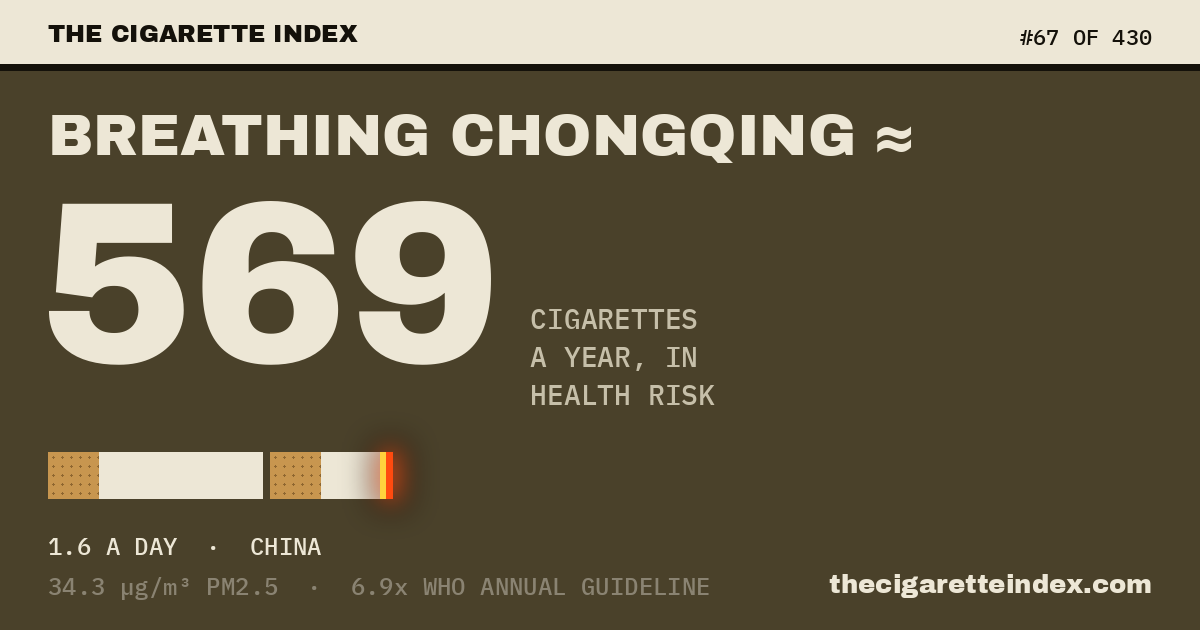 THE CIGARETTE INDEX
#67 OF 430
BREATHING CHONGQING ≈
569
CIGARETTES
A YEAR, IN
HEALTH RISK
1.6 A DAY · CHINA
34.3 µg/m³ PM2.5 · 6.9x WHO ANNUAL GUIDELINE
thecigaretteindex.com